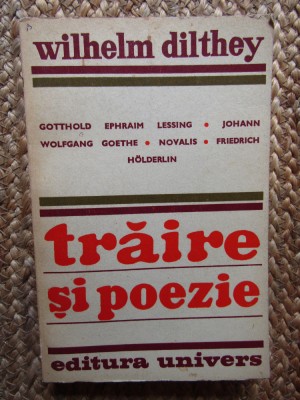 wilhelm dilthey
GOTTHOLD EPHRAIM LESSING • JOHANN
WOLFGANG GOETHE • NOVALIS • FRIEDRICH
HÖLDERLIN
trăire
și poezie
editura univers